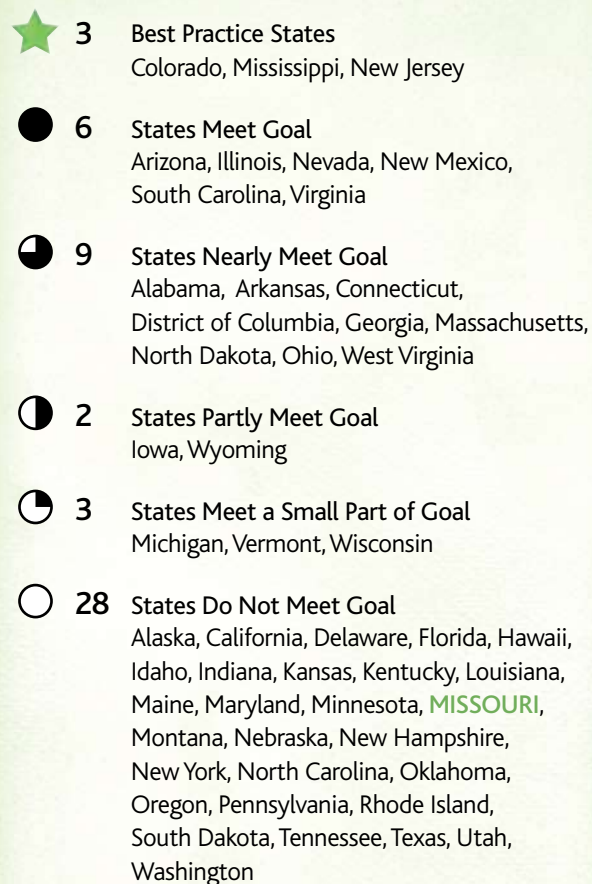 3 Best Practice States
Colorado, Mississippi, New Jersey
6 States Meet Goal
Arizona, Illinois, Nevada, New Mexico,
South Carolina, Virginia
9 States Nearly Meet Goal
Alabama, Arkansas, Connecticut,
District of Columbia, Georgia, Massachusetts,
North Dakota, Ohio, West Virginia
2 States Partly Meet Goal
Iowa, Wyoming
3 States Meet a Small Part of Goal
Michigan, Vermont, Wisconsin
28 States Do Not Meet Goal
Alaska, California, Delaware, Florida, Hawaii,
Idaho, Indiana, Kansas, Kentucky, Louisiana,
Maine, Maryland, Minnesota, MISSOURI,
Montana, Nebraska, New Hampshire,
New York, North Carolina, Oklahoma,
Oregon, Pennsylvania, Rhode Island,
South Dakota, Tennessee, Texas, Utah,
Washington